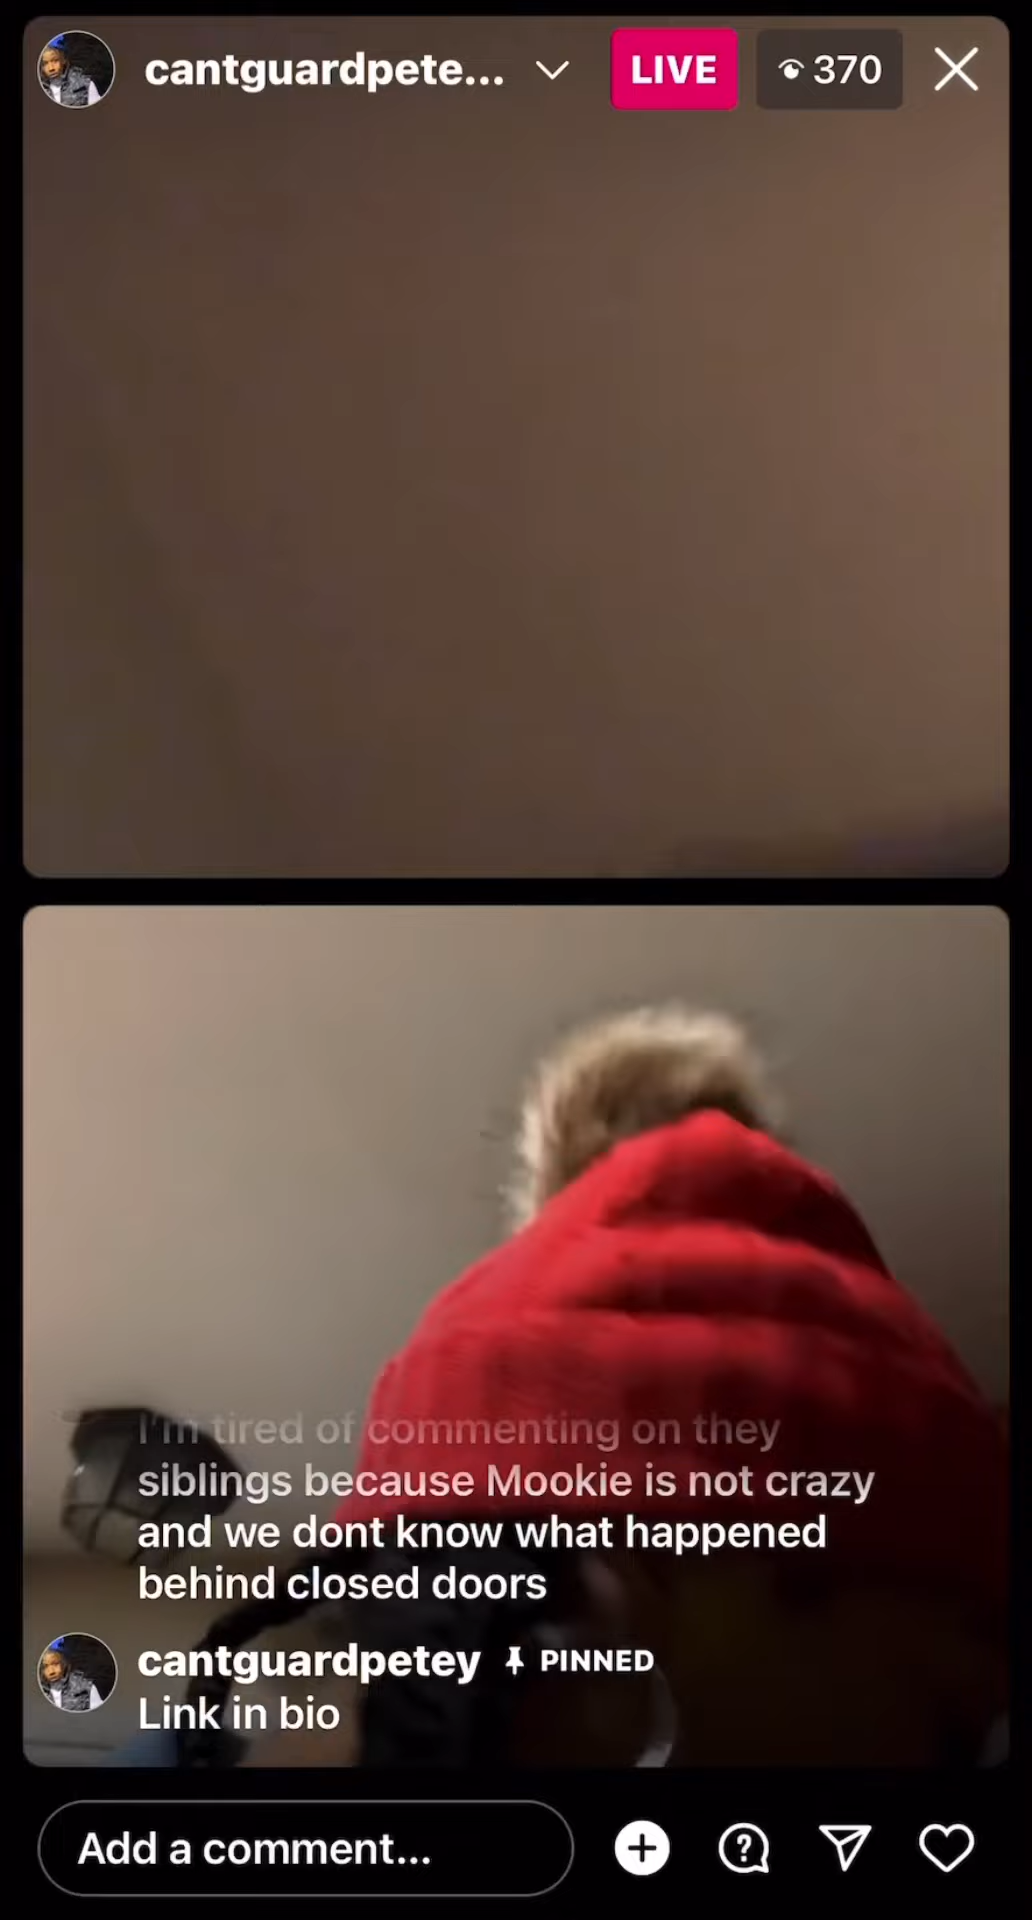 cantguardpete...
LIVE
370
I'm tired of commenting on they
siblings because Mookie is not crazy
and we dont know what happened
behind closed doors
cantguardpetey PINNED
Link in bio
Add a comment...